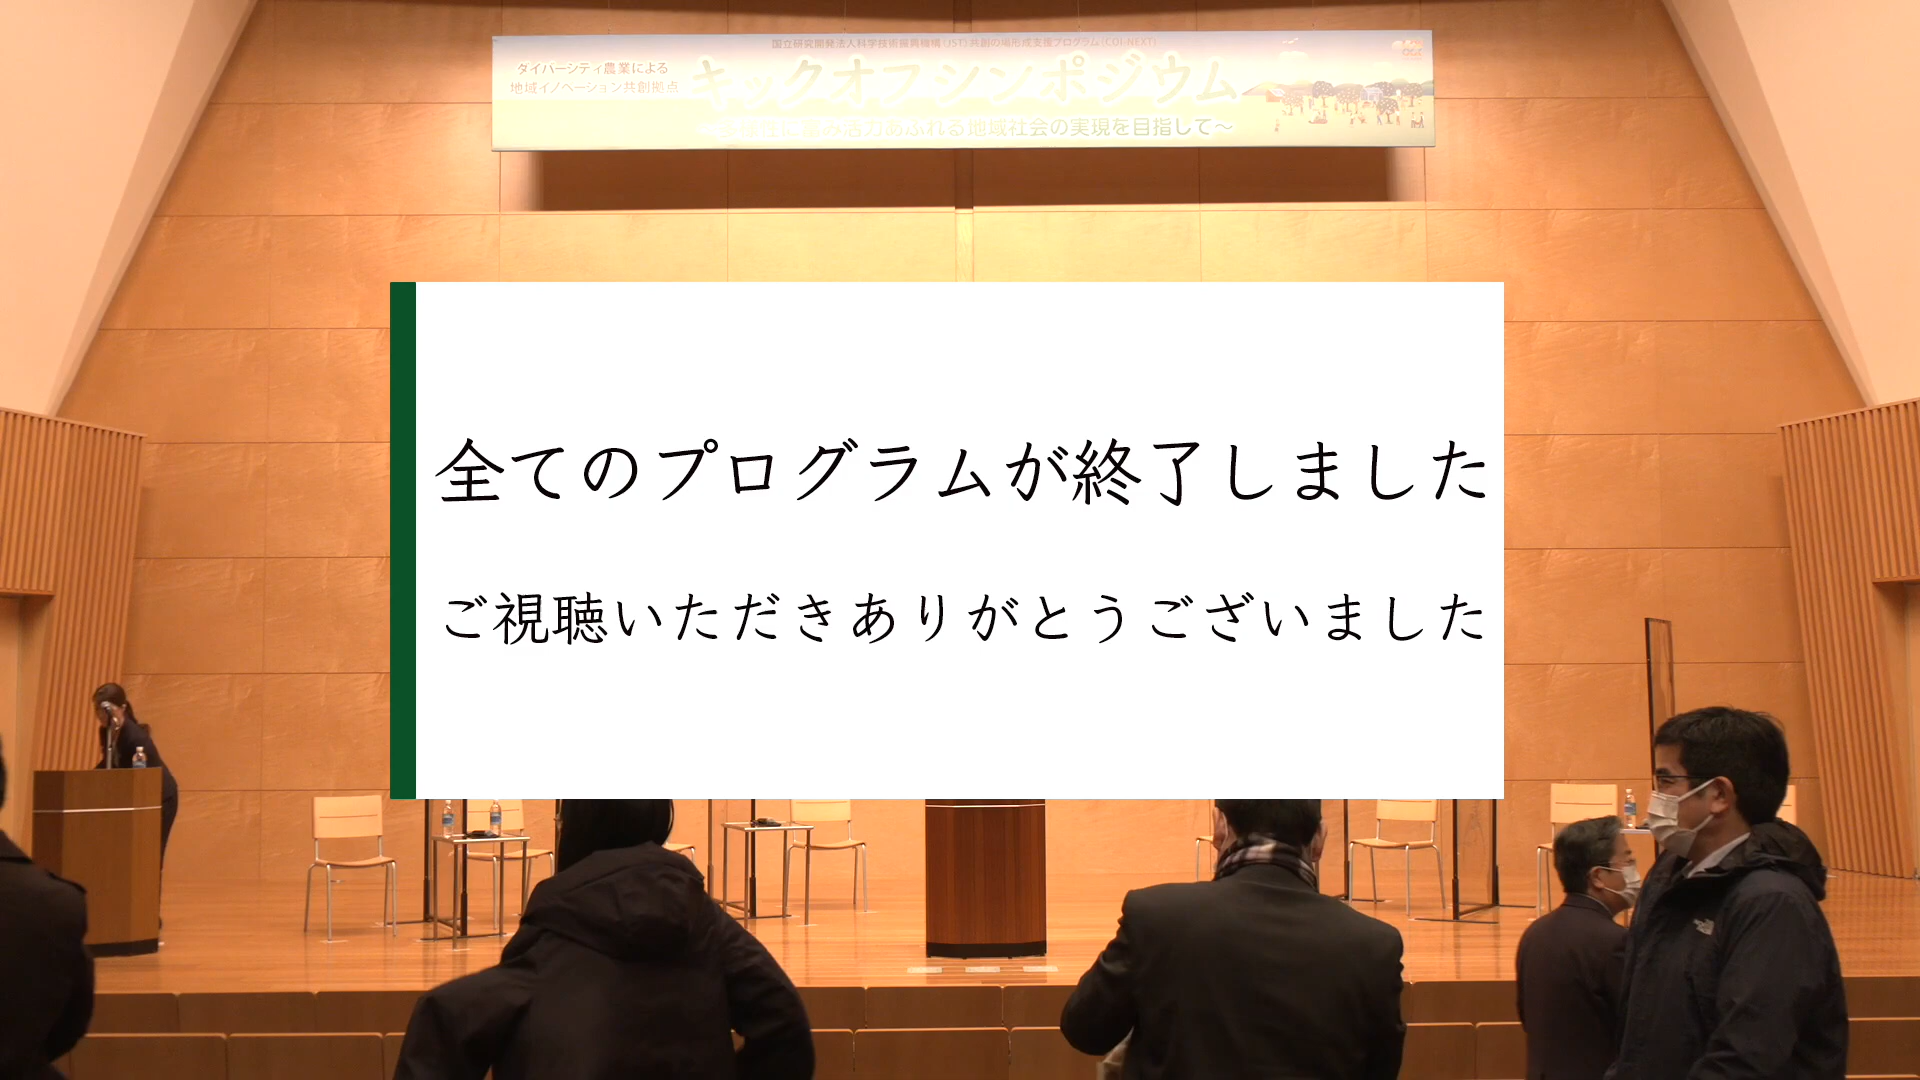 国立研究開発法人科学技術振興機構(JST)共創の場形成支援プログラム(COI-NEXT)
ダイバーシティ農業による
地域イノベーション共創拠点
キックオフシンポジウム
～多様性に富み活力あふれる地域社会の実現を目指して～
全てのプログラムが終了しました
ご視聴いただきありがとうございました